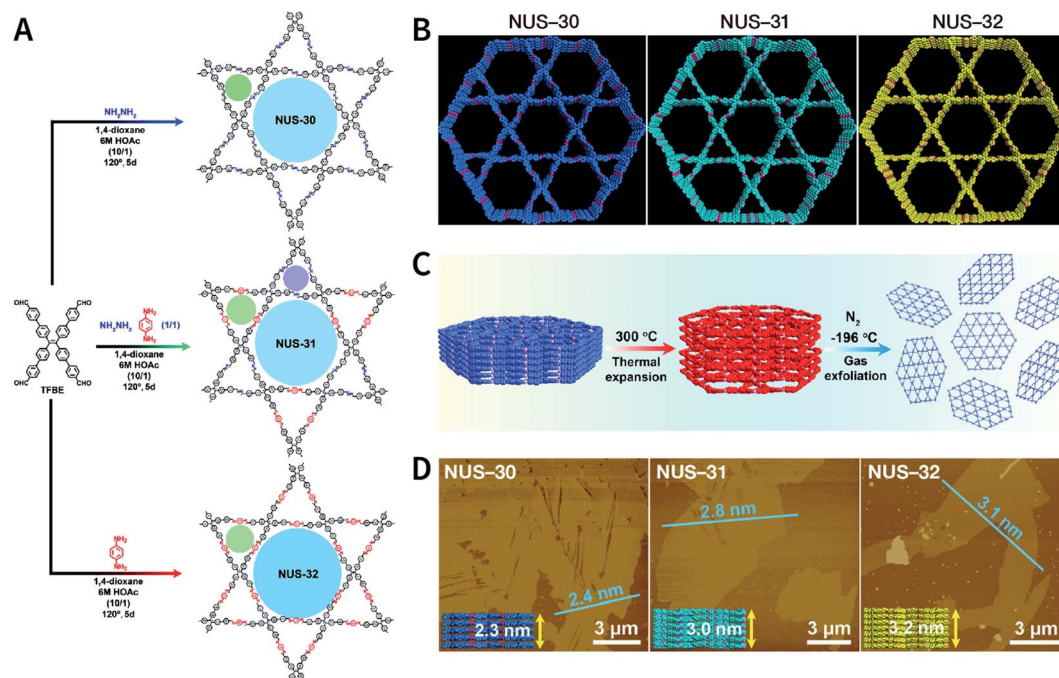 A
NH₂NH₂
1,4-dioxane
6M HOAc
(10/1)
120°, 5d
NUS-30
OHC
CHO
OHC
CHO
TFBE
NH₂NH₂
NH₂
NH₂
(1/1)
1,4-dioxane
6M HOAc
(10/1)
120°, 5d
NUS-31
NH₂
NH₂
1,4-dioxane
6M HOAc
(10/1)
120°, 5d
NUS-32
B
NUS–30
NUS–31
NUS–32
C
300 °C
Thermal
expansion
N₂
-196 °C
Gas
exfoliation
D
NUS–30
2.4 nm
2.3 nm
3 μm
NUS–31
2.8 nm
3.0 nm
3 μm
NUS–32
3.1 nm
3.2 nm
3 μm